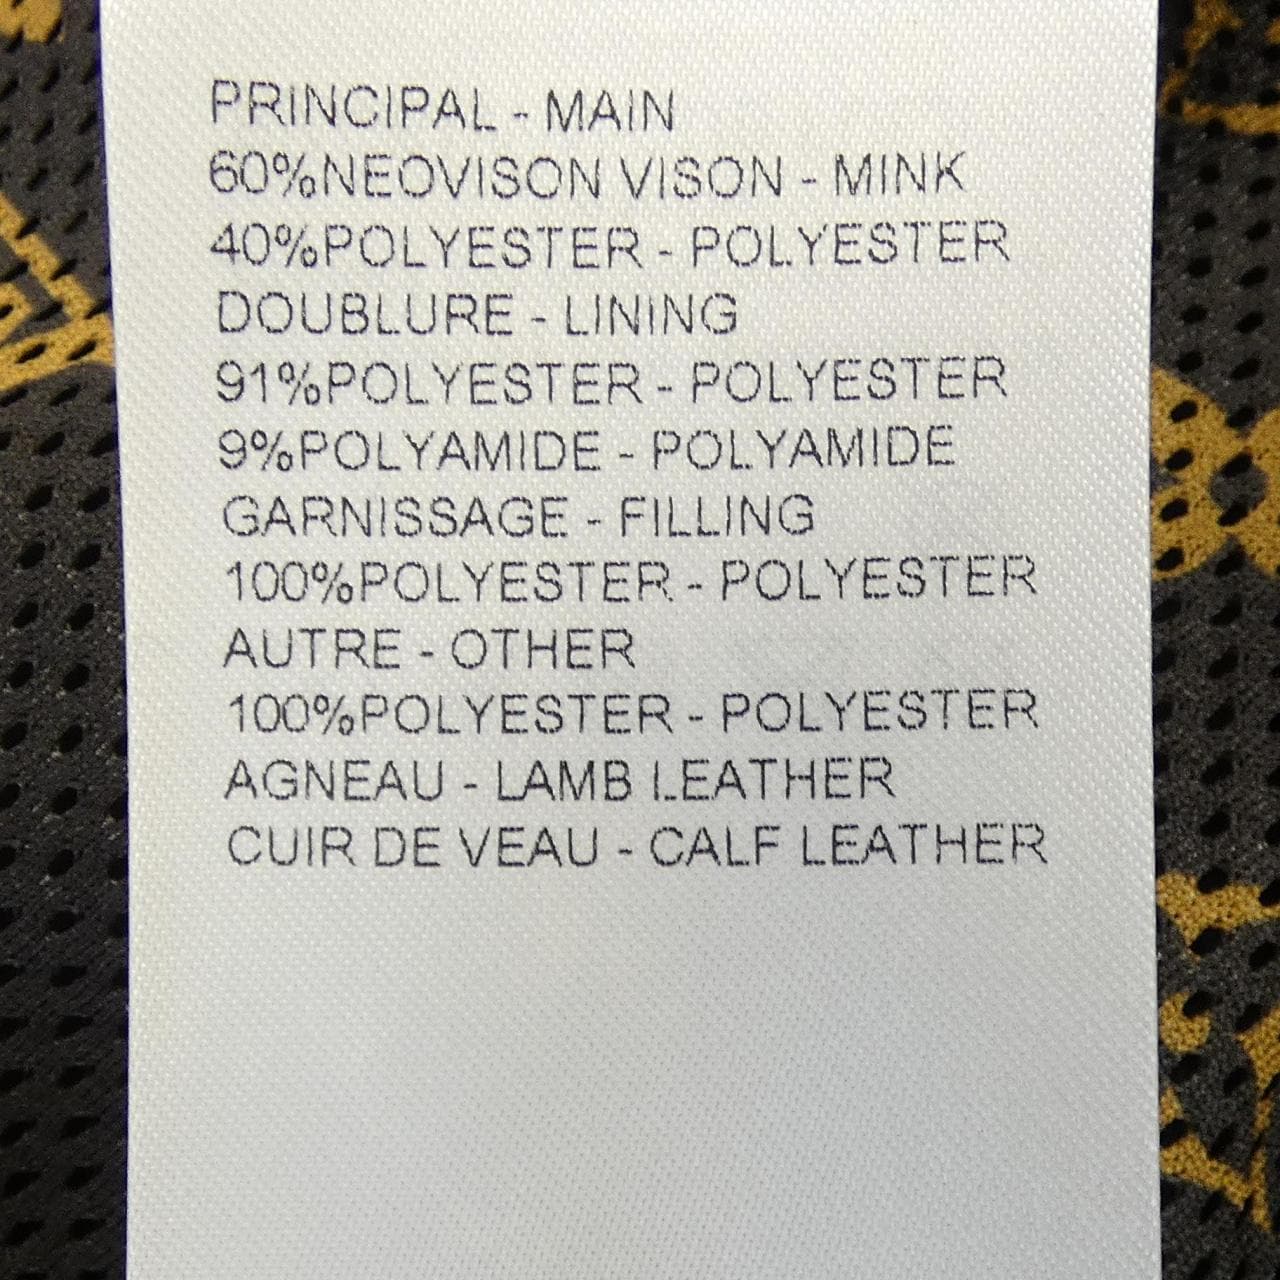 PRINCIPAL - MAIN
60%NEOVISON VISON - MINK
40%POLYESTER - POLYESTER
DOUBLURE - LINING
91%POLYESTER - POLYESTER
9%POLYAMIDE - POLYAMIDE
GARNISSAGE - FILLING
100%POLYESTER - POLYESTER
AUTRE - OTHER
100%POLYESTER - POLYESTER
AGNEAU - LAMB LEATHER
CUIR DE VEAU - CALF LEATHER